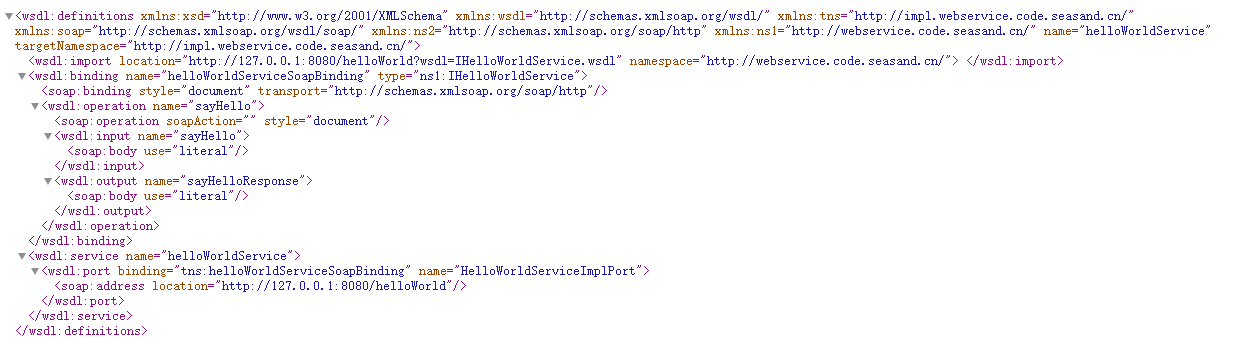 <wsdl:definitions xmlns:xsd="http://www.w3.org/2001/XMLSchema" xmlns:wsdl="http://schemas.xmlsoap.org/wsdl/" xmlns:tns="http://impl.webservice.code.seasand.cn/"
xmlns:soap="http://schemas.xmlsoap.org/wsdl/soap/" xmlns:ns2="http://schemas.xmlsoap.org/soap/http" xmlns:ns1="http://webservice.code.seasand.cn/" name="helloWorldService"
targetNamespace="http://impl.webservice.code.seasand.cn/">
<wsdl:import location="http://127.0.0.1:8080/helloWorld?wsdl=IHelloWorldService.wsdl" namespace="http://webservice.code.seasand.cn/"> </wsdl:import>
<wsdl:binding name="helloWorldServiceSoapBinding" type="ns1:IHelloWorldService">
<soap:binding style="document" transport="http://schemas.xmlsoap.org/soap/http"/>
<wsdl:operation name="sayHello">
<soap:operation soapAction="" style="document"/>
<wsdl:input name="sayHello">
<soap:body use="literal"/>
</wsdl:input>
<wsdl:output name="sayHelloResponse">
<soap:body use="literal"/>
</wsdl:output>
</wsdl:operation>
</wsdl:binding>
<wsdl:service name="helloWorldService">
<wsdl:port binding="tns:helloWorldServiceSoapBinding" name="HelloWorldServiceImplPort">
<soap:address location="http://127.0.0.1:8080/helloWorld"/>
</wsdl:port>
</wsdl:service>
</wsdl:definitions>